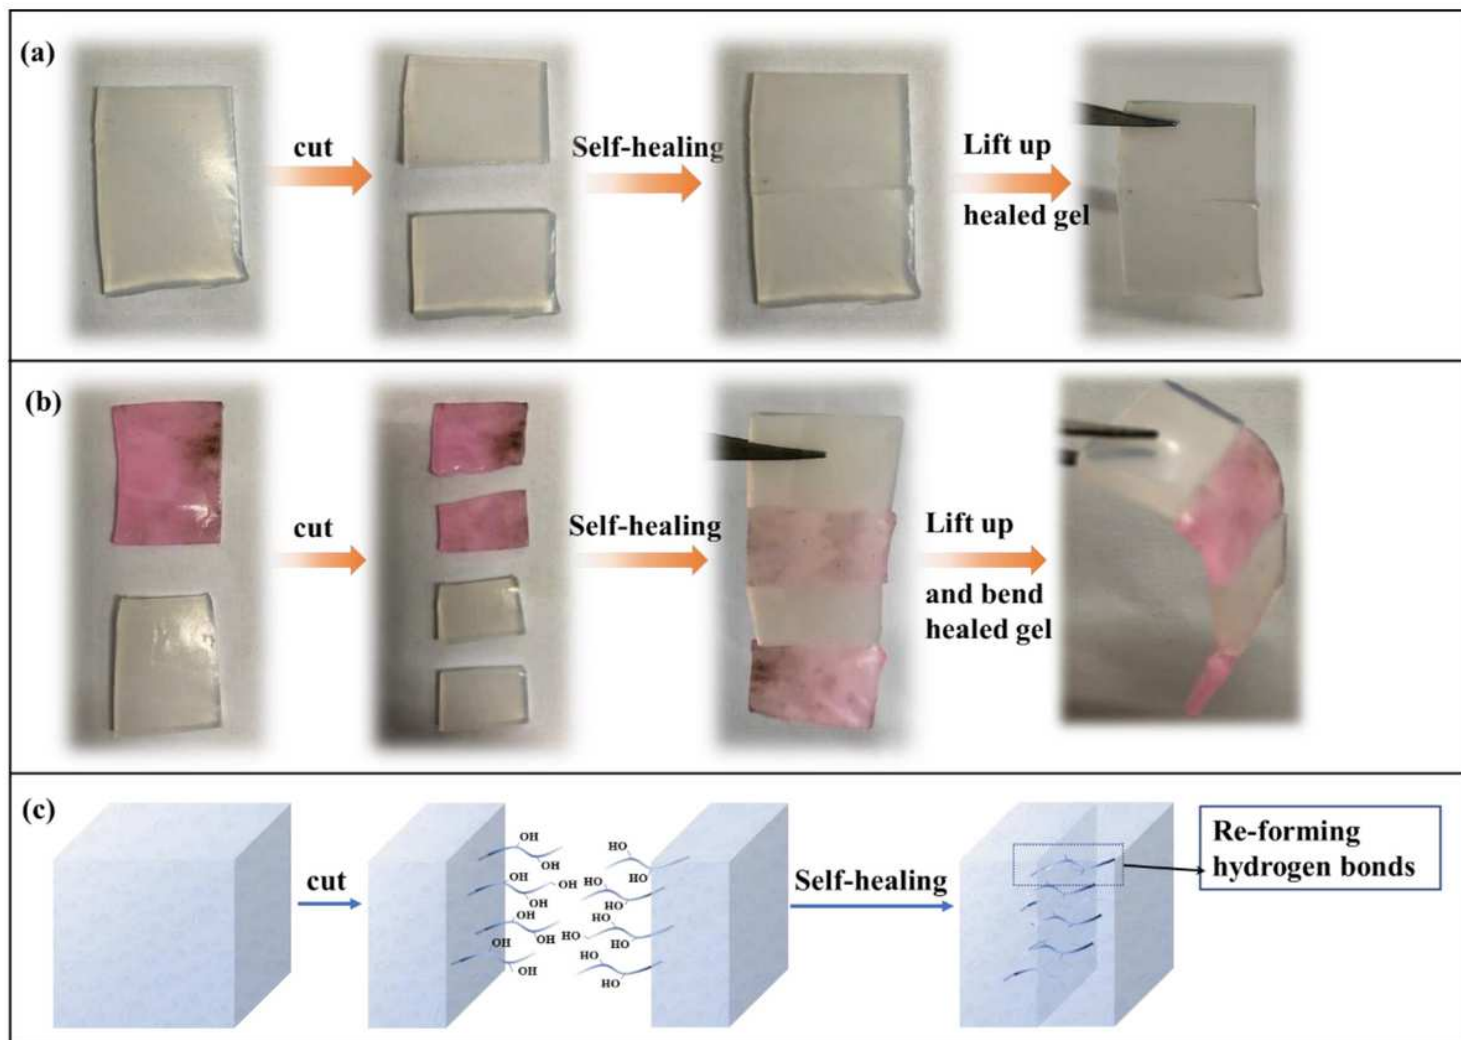 (a)
cut
Self-healing
Lift up
healed gel
(b)
cut
Self-healing
Lift up
and bend
healed gel
(c)
cut
OH
OH
OH
OH
OH
OH
OH
OH
OH
HO
HO
HO
HO
HO
HO
HO
HO
HO
Self-healing
Re-forming
hydrogen bonds